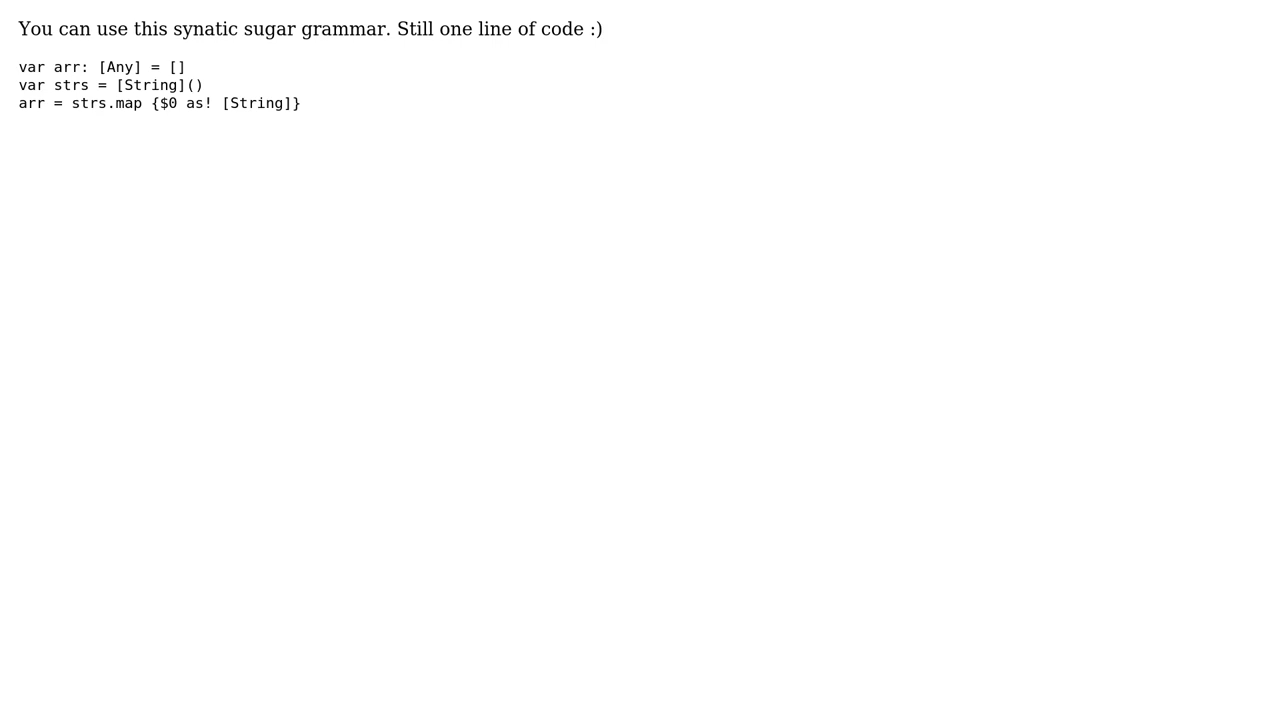 You can use this synatic sugar grammar. Still one line of code :)
var arr: [Any] = []
var strs = [String]()
arr = strs.map {$0 as! [String]}